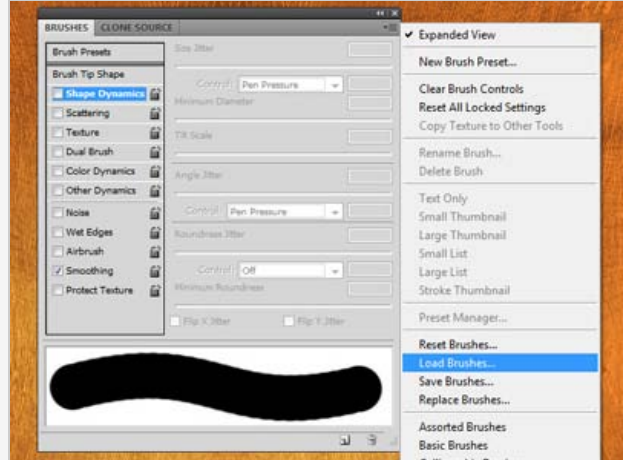 BRUSHES CLONE SOURCE
Brush Presets
Brush Tip Shape
Shape Dynamics
Scattering
Texture
Dual Brush
Color Dynamics
Other Dynamics
Noise
Wet Edges
Airbrush
Smoothing
Protect Texture
Size Jitter
Control: Pen Pressure
Minimum Diameter
Tilt Scale
Angle Jitter
Control: Pen Pressure
Roundness Jitter
Control: Off
Minimum Roundness
Flip X Jitter Flip Y Jitter
Expanded View
New Brush Preset...
Clear Brush Controls
Reset All Locked Settings
Copy Texture to Other Tools
Rename Brush...
Delete Brush
Text Only
Small Thumbnail
Large Thumbnail
Small List
Large List
Stroke Thumbnail
Preset Manager...
Reset Brushes...
Load Brushes...
Save Brushes...
Replace Brushes...
Assorted Brushes
Basic Brushes